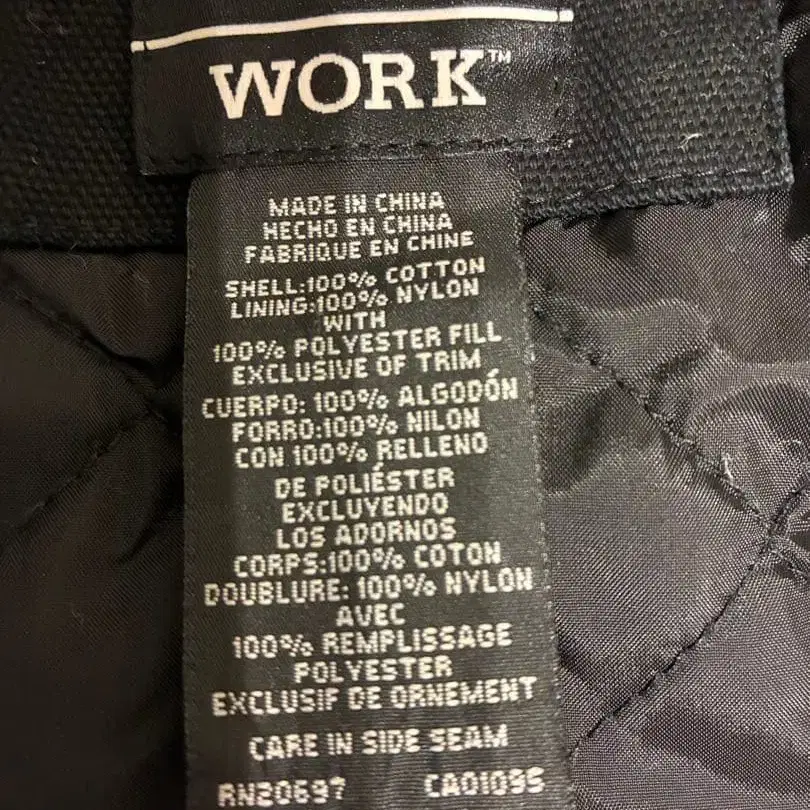 WORK™
MADE IN CHINA
HECHO EN CHINA
FABRIQUE EN CHINE
SHELL:100% COTTON
LINING:100% NYLON
WITH
100% POLYESTER FILL
EXCLUSIVE OF TRIM
CUERPO: 100% ALGODÓN
FORRO:100% NILON
CON 100% RELLENO
DE POLIÉSTER
EXCLUYENDO
LOS ADORNOS
CORPS:100% COTON
DOUBLURE: 100% NYLON
AVEC
100% REMPLISSAGE
POLYESTER
EXCLUSIF DE ORNEMENT
CARE IN SIDE SEAM
RN20697 CA01095